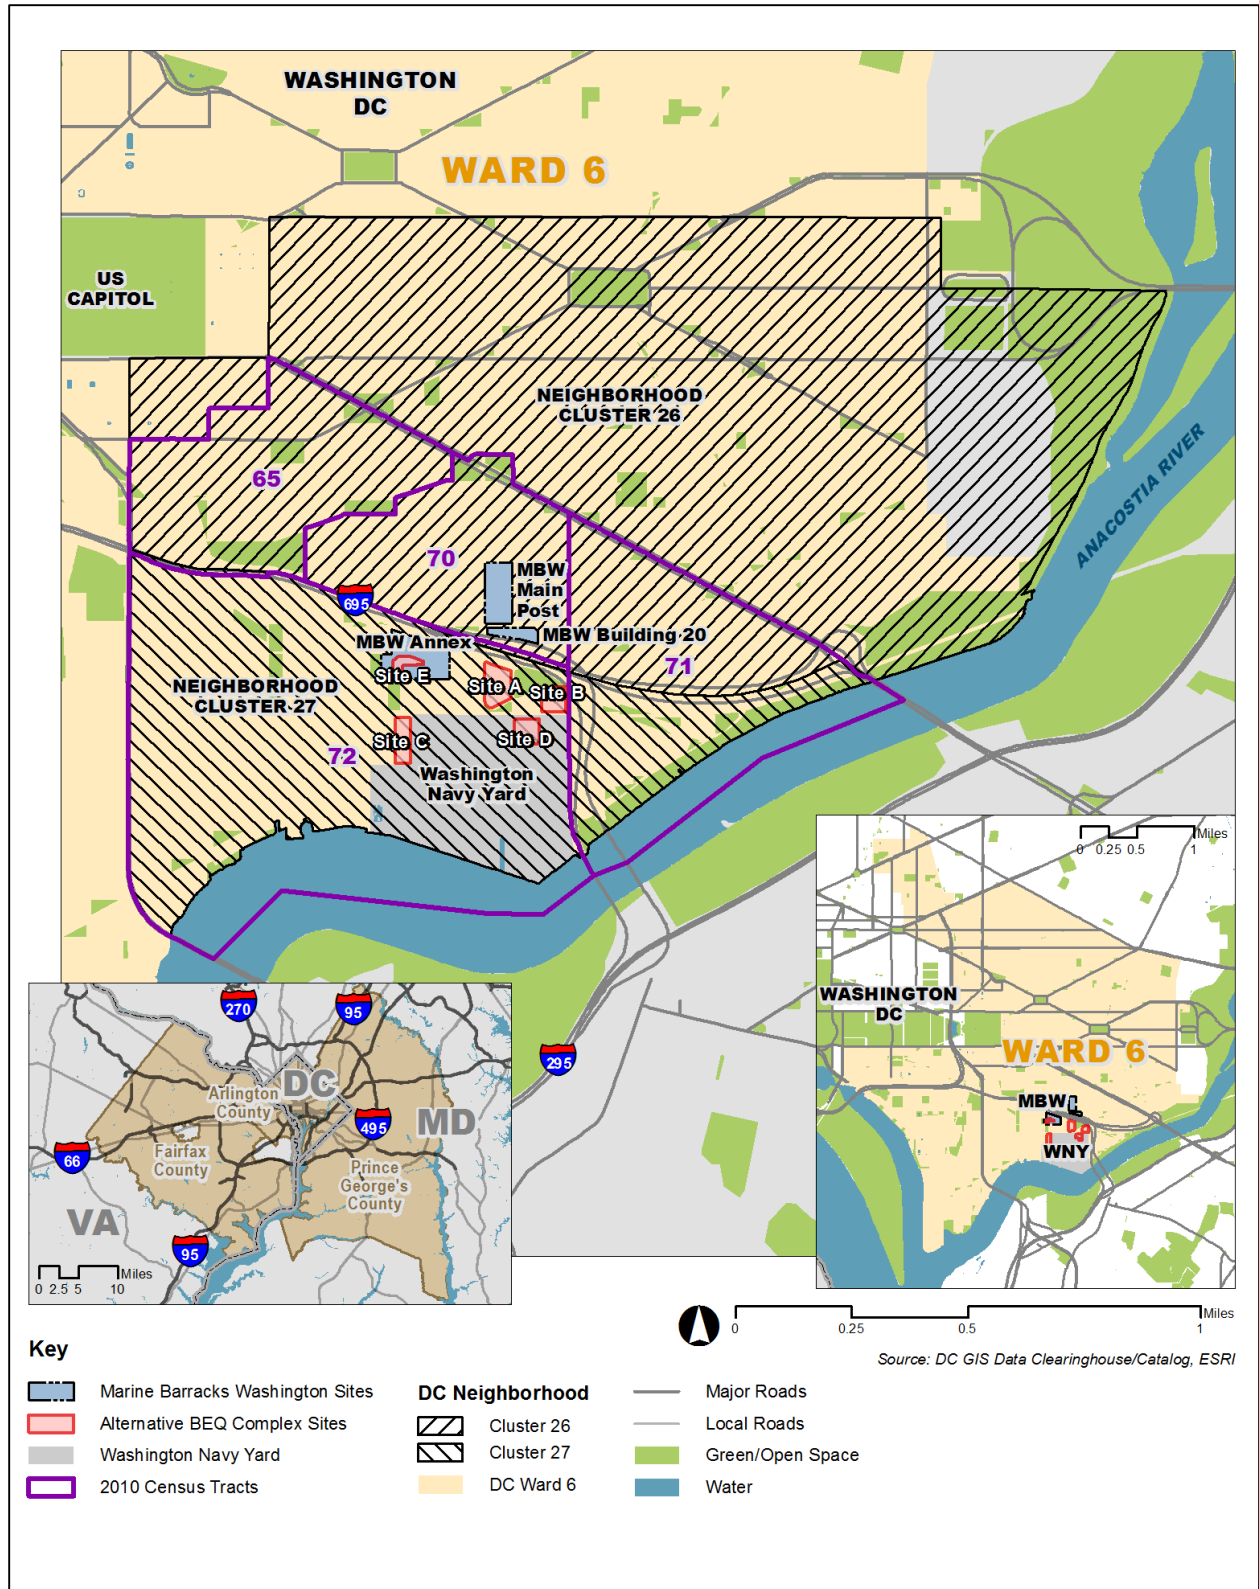 WASHINGTON
DC
WARD 6
US
CAPITOL
NEIGHBORHOOD
CLUSTER 26
ANACOSTIA RIVER
65
70
695
MBW
Main
Post
MBW Building 20
MBW Annex
71
Site E
Site A
Site B
NEIGHBORHOOD
CLUSTER 27
72
Site C
Site D
Washington
Navy Yard
295
0 0.25 0.5 1 Miles
WASHINGTON
DC
WARD 6
MBW
WNY
270
95
Arlington
County
DC
495
MD
66
Fairfax
County
Prince
George's
County
VA
95
0 2.5 5 10 Miles
0 0.25 0.5 1 Miles
Source: DC GIS Data Clearinghouse/Catalog, ESRI
Key
Marine Barracks Washington Sites
Alternative BEQ Complex Sites
Washington Navy Yard
2010 Census Tracts
DC Neighborhood
Cluster 26
Cluster 27
DC Ward 6
Major Roads
Local Roads
Green/Open Space
Water